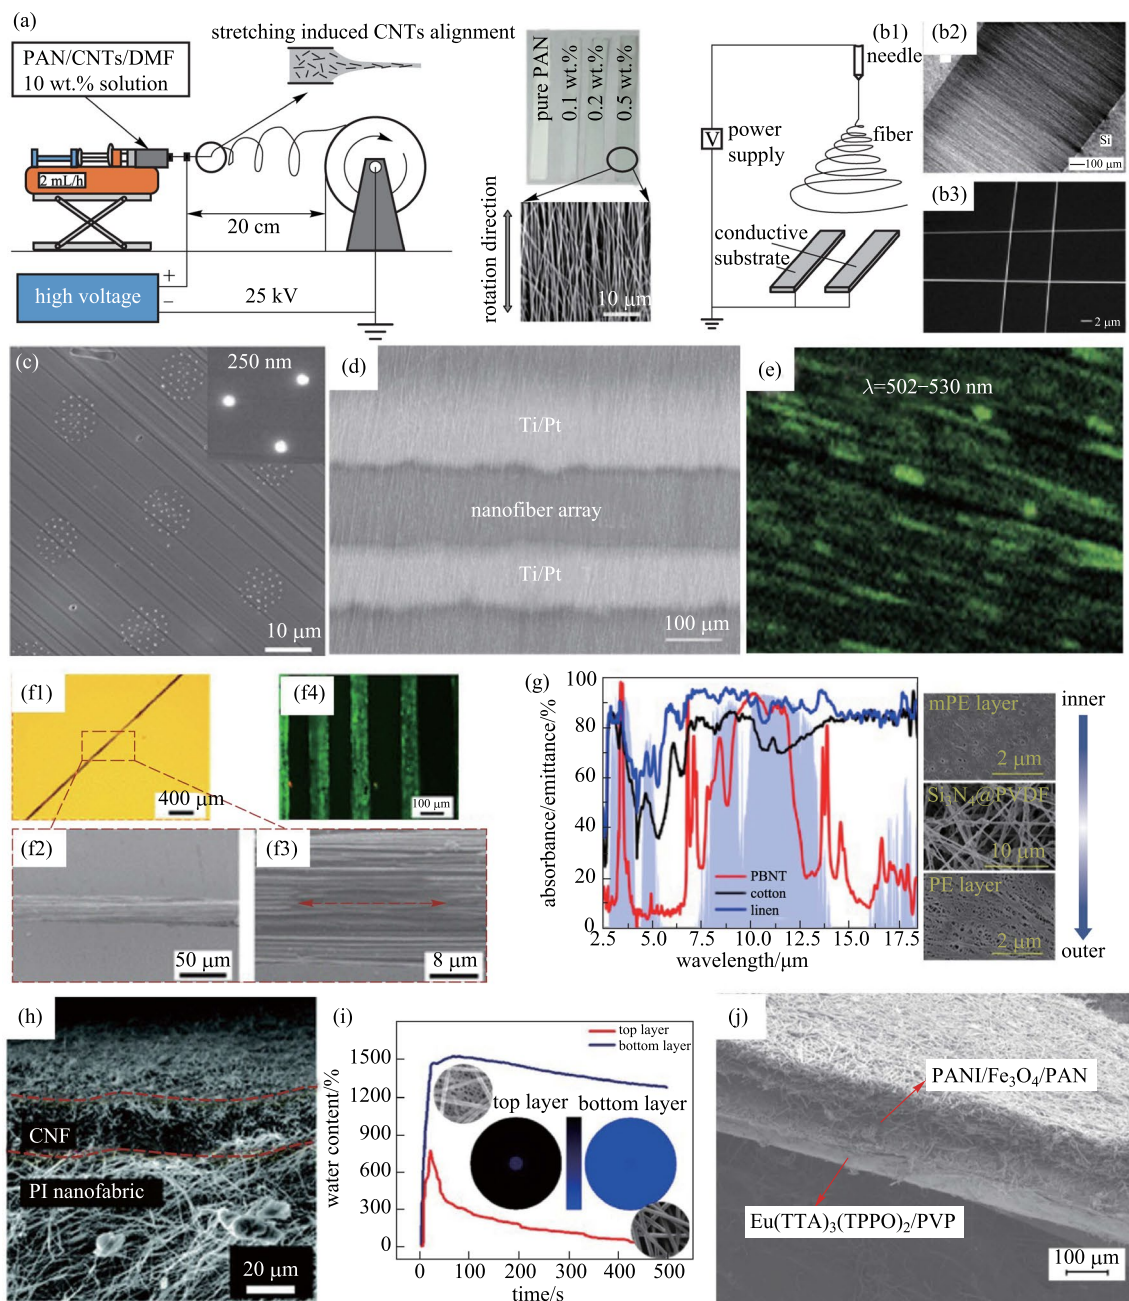 (a)
stretching induced CNTs alignment
PAN/CNTs/DMF
10 wt.% solution
2 mL/h
20 cm
+
−
high voltage
25 kV
pure PAN
0.1 wt.%
0.2 wt.%
0.5 wt.%
rotation direction
10 μm
(b1)
needle
fiber
V
power
supply
conductive
substrate
(b2)
Si
100 μm
(b3)
2 μm
(c)
250 nm
10 μm
(d)
Ti/Pt
nanofiber array
Ti/Pt
100 μm
(e)
λ=502−530 nm
(f1)
400 μm
(f4)
100 μm
(f2)
50 μm
(f3)
8 μm
(g)
absorbance/emittance/%
100
80
60
40
20
0
PBNT
cotton
linen
2.5
5.0
7.5
10.0
12.5
15.0
17.5
wavelength/μm
mPE layer
2 μm
Si₃N₄@PVDF
10 μm
PE layer
2 μm
inner
outer
(h)
CNF
PI nanofabric
20 μm
(i)
water content/%
1500
1200
900
600
300
0
top layer
bottom layer
top layer
bottom layer
0
100
200
300
400
500
time/s
(j)
PANI/Fe₃O₄/PAN
Eu(TTA)₃(TPPO)₂/PVP
100 μm